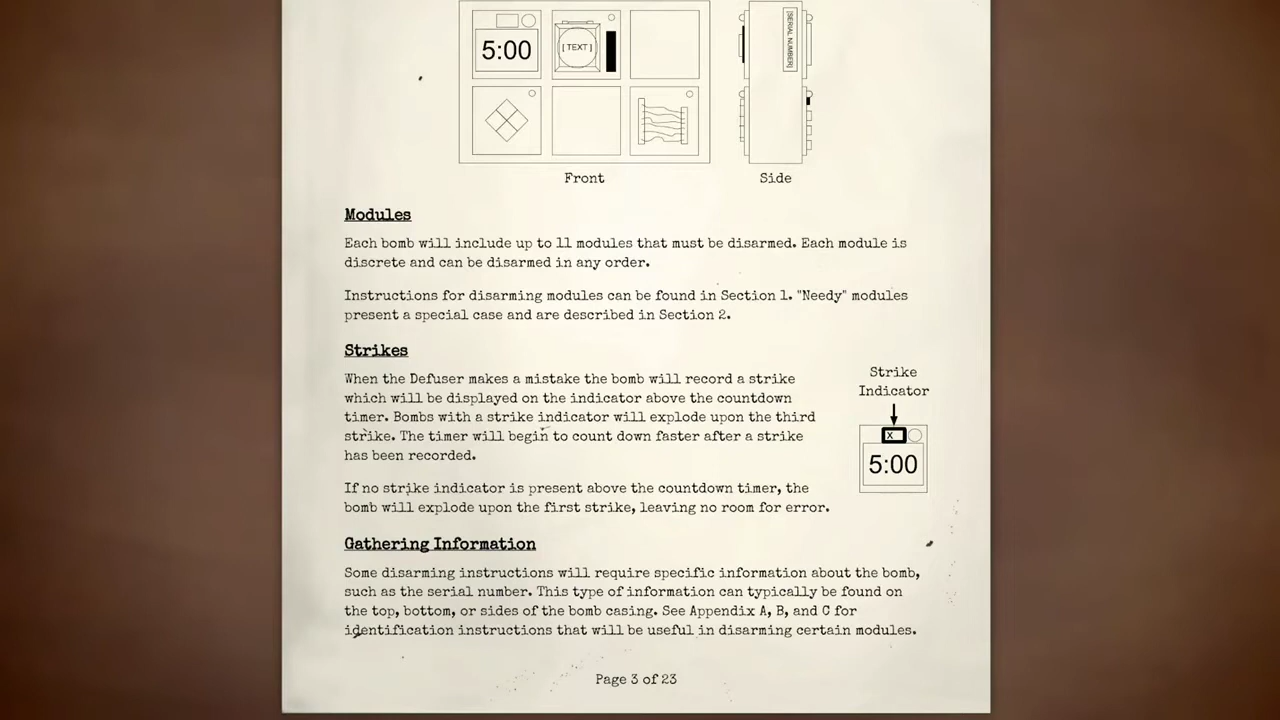 5:00
[ TEXT ]
[SERIAL NUMBER]
Front
Side
Modules
Each bomb will include up to 11 modules that must be disarmed. Each module is
discrete and can be disarmed in any order.
Instructions for disarming modules can be found in Section 1. "Needy" modules
present a special case and are described in Section 2.
Strikes
When the Defuser makes a mistake the bomb will record a strike
which will be displayed on the indicator above the countdown
timer. Bombs with a strike indicator will explode upon the third
strike. The timer will begin to count down faster after a strike
has been recorded.
If no strike indicator is present above the countdown timer, the
bomb will explode upon the first strike, leaving no room for error.
Strike
Indicator
X
5:00
Gathering Information
Some disarming instructions will require specific information about the bomb,
such as the serial number. This type of information can typically be found on
the top, bottom, or sides of the bomb casing. See Appendix A, B, and C for
identification instructions that will be useful in disarming certain modules.
Page 3 of 23